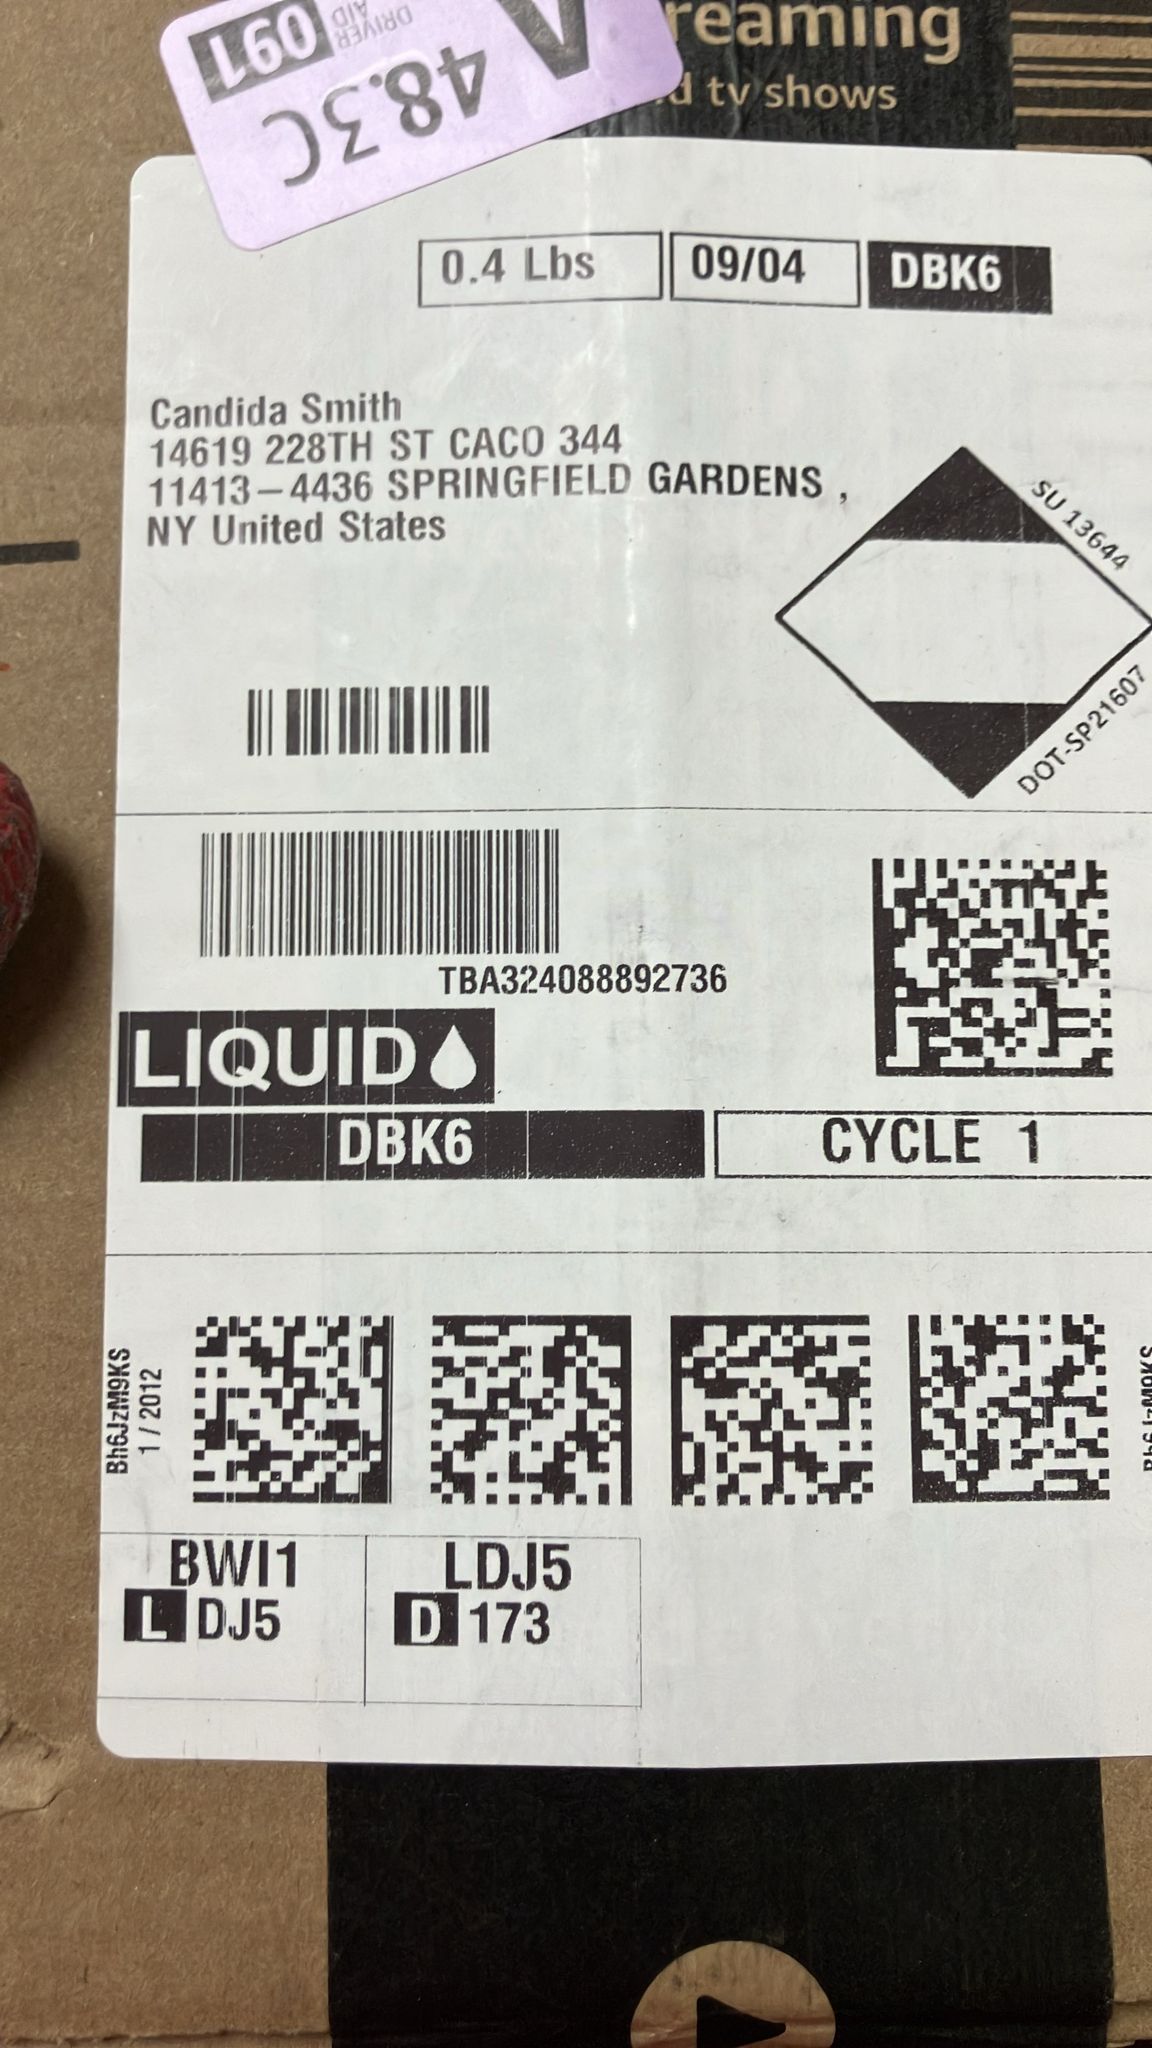 reaming
d tv shows
DRIVER
AID
091
48.3C
0.4 Lbs
09/04
DBK6
Candida Smith
14619 228TH ST CACO 344
11413-4436 SPRINGFIELD GARDENS ,
NY United States
SU 13644
DOT-SP21607
TBA324088892736
LIQUID
DBK6
CYCLE 1
Bh6JzM9KS
1 / 2012
BWI1
L DJ5
LDJ5
D 173